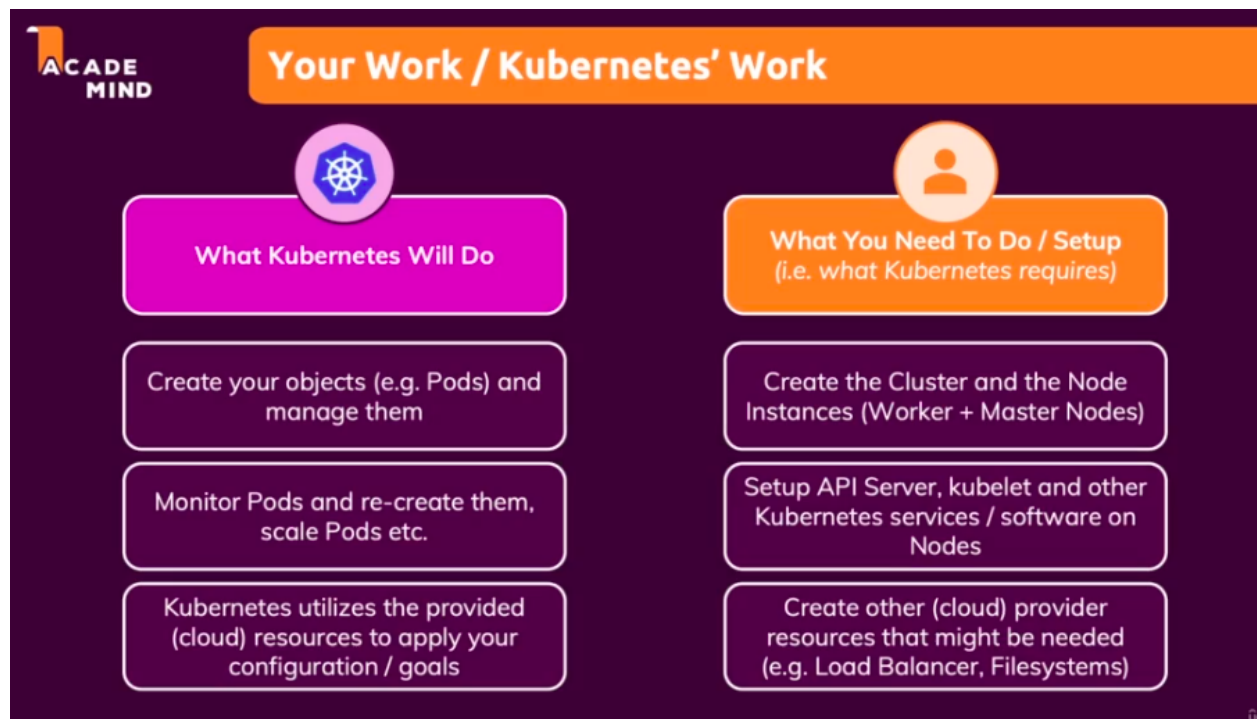 ACADE
MIND
Your Work / Kubernetes’ Work
What Kubernetes Will Do
Create your objects (e.g. Pods) and
manage them
Monitor Pods and re-create them,
scale Pods etc.
Kubernetes utilizes the provided
(cloud) resources to apply your
configuration / goals
What You Need To Do / Setup
(i.e. what Kubernetes requires)
Create the Cluster and the Node
Instances (Worker + Master Nodes)
Setup API Server, kubelet and other
Kubernetes services / software on
Nodes
Create other (cloud) provider
resources that might be needed
(e.g. Load Balancer, Filesystems)